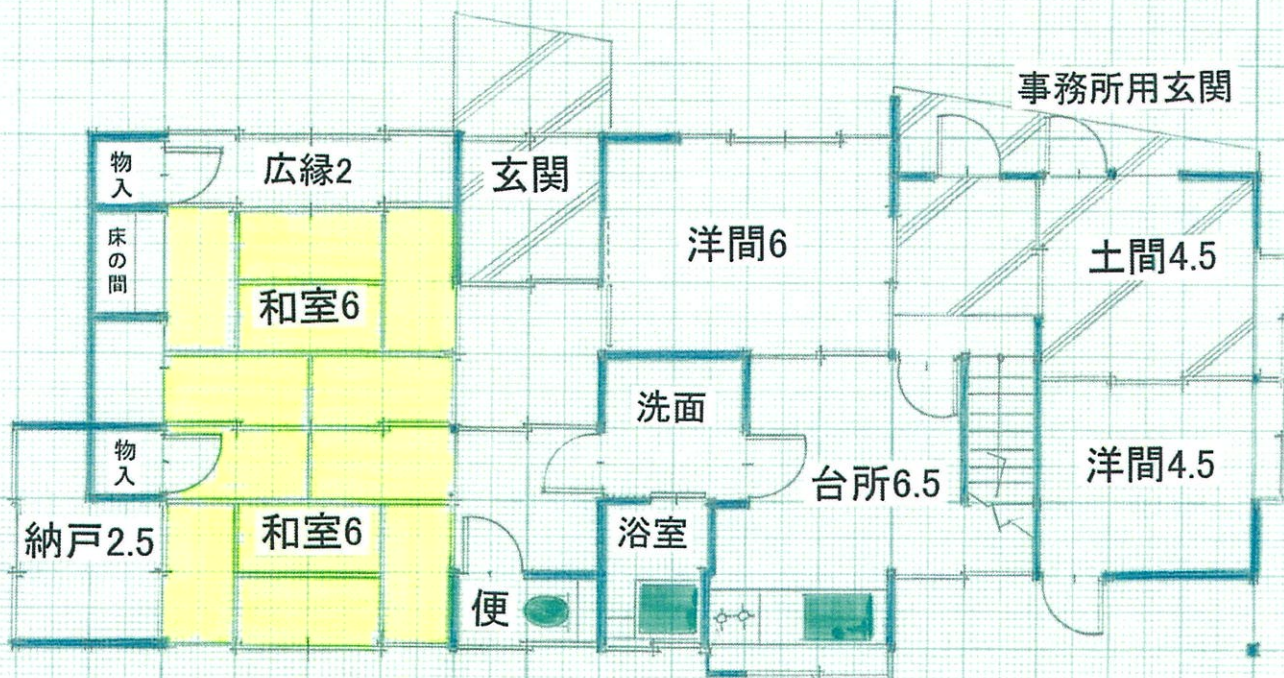 事務所用玄関
物入
広縁2
玄関
床の間
和室6
洋間6
土間4.5
洗面
物入
台所6.5
洋間4.5
納戸2.5
和室6
浴室
便